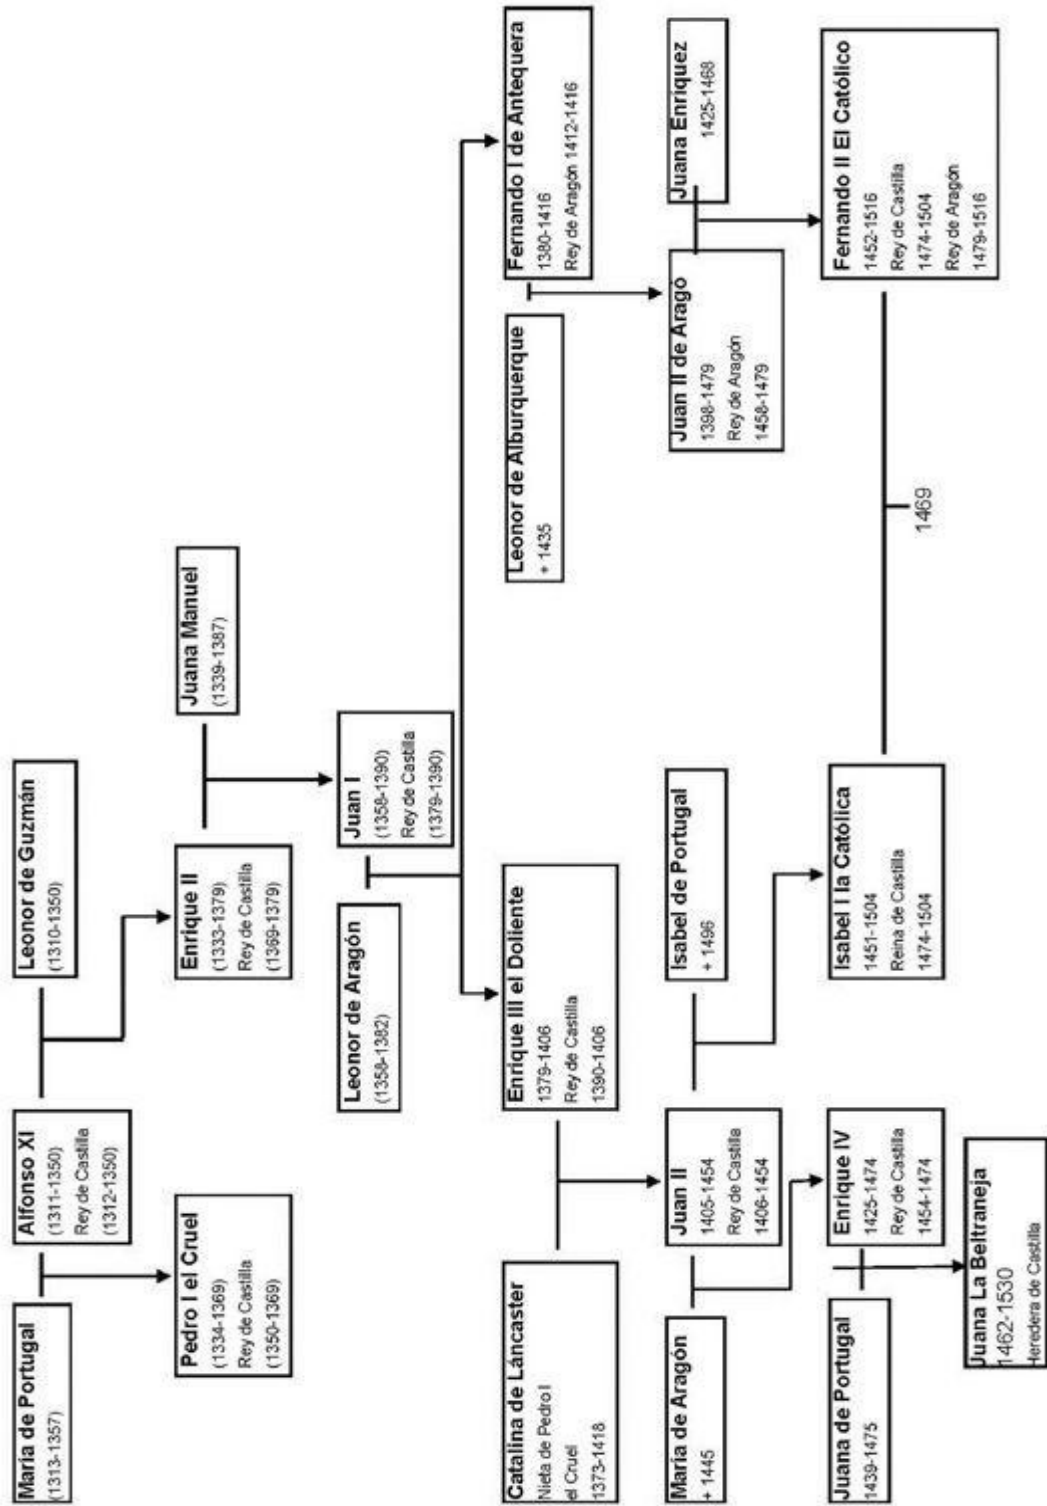 María de Portugal
(1313-1357)
Alfonso XI
(1311-1350)
Rey de Castilla
(1312-1350)
Leonor de Guzmán
(1310-1350)
Pedro I el Cruel
(1334-1369)
Rey de Castilla
(1350-1369)
Enrique II
(1333-1379)
Rey de Castilla
(1369-1379)
Juana Manuel
(1339-1387)
Leonor de Aragón
(1358-1382)
Juan I
(1358-1390)
Rey de Castilla
(1379-1390)
Catalina de Láncaster
Nieta de Pedro I
el Cruel
1373-1418
Enrique III el Doliente
1379-1406
Rey de Castilla
1390-1406
Leonor de Alburquerque
+ 1435
Fernando I de Antequera
1380-1416
Rey de Aragón 1412-1416
María de Aragón
+ 1445
Juan II
1405-1454
Rey de Castilla
1406-1454
Isabel de Portugal
+ 1496
Juan II de Aragó
1398-1479
Rey de Aragón
1458-1479
Juana Enríquez
1425-1468
Juana de Portugal
1439-1475
Enrique IV
1425-1474
Rey de Castilla
1454-1474
Isabel I la Católica
1451-1504
Reina de Castilla
1474-1504
1469
Fernando II El Católico
1452-1516
Rey de Castilla
1474-1504
Rey de Aragón
1479-1516
Juana La Beltraneja
1462-1530
Heredera de Castilla